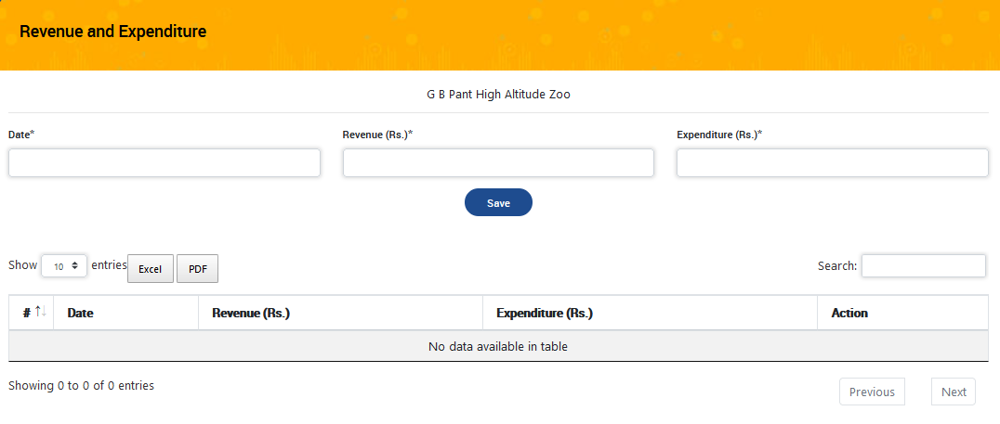 Revenue and Expenditure
G B Pant High Altitude Zoo
Date* Revenue (Rs.)* Expenditure (Rs.)*
Save
Show 10 entries Excel PDF Search:
# Date Revenue (Rs.) Expenditure (Rs.) Action
No data available in table
Showing 0 to 0 of 0 entries Previous Next